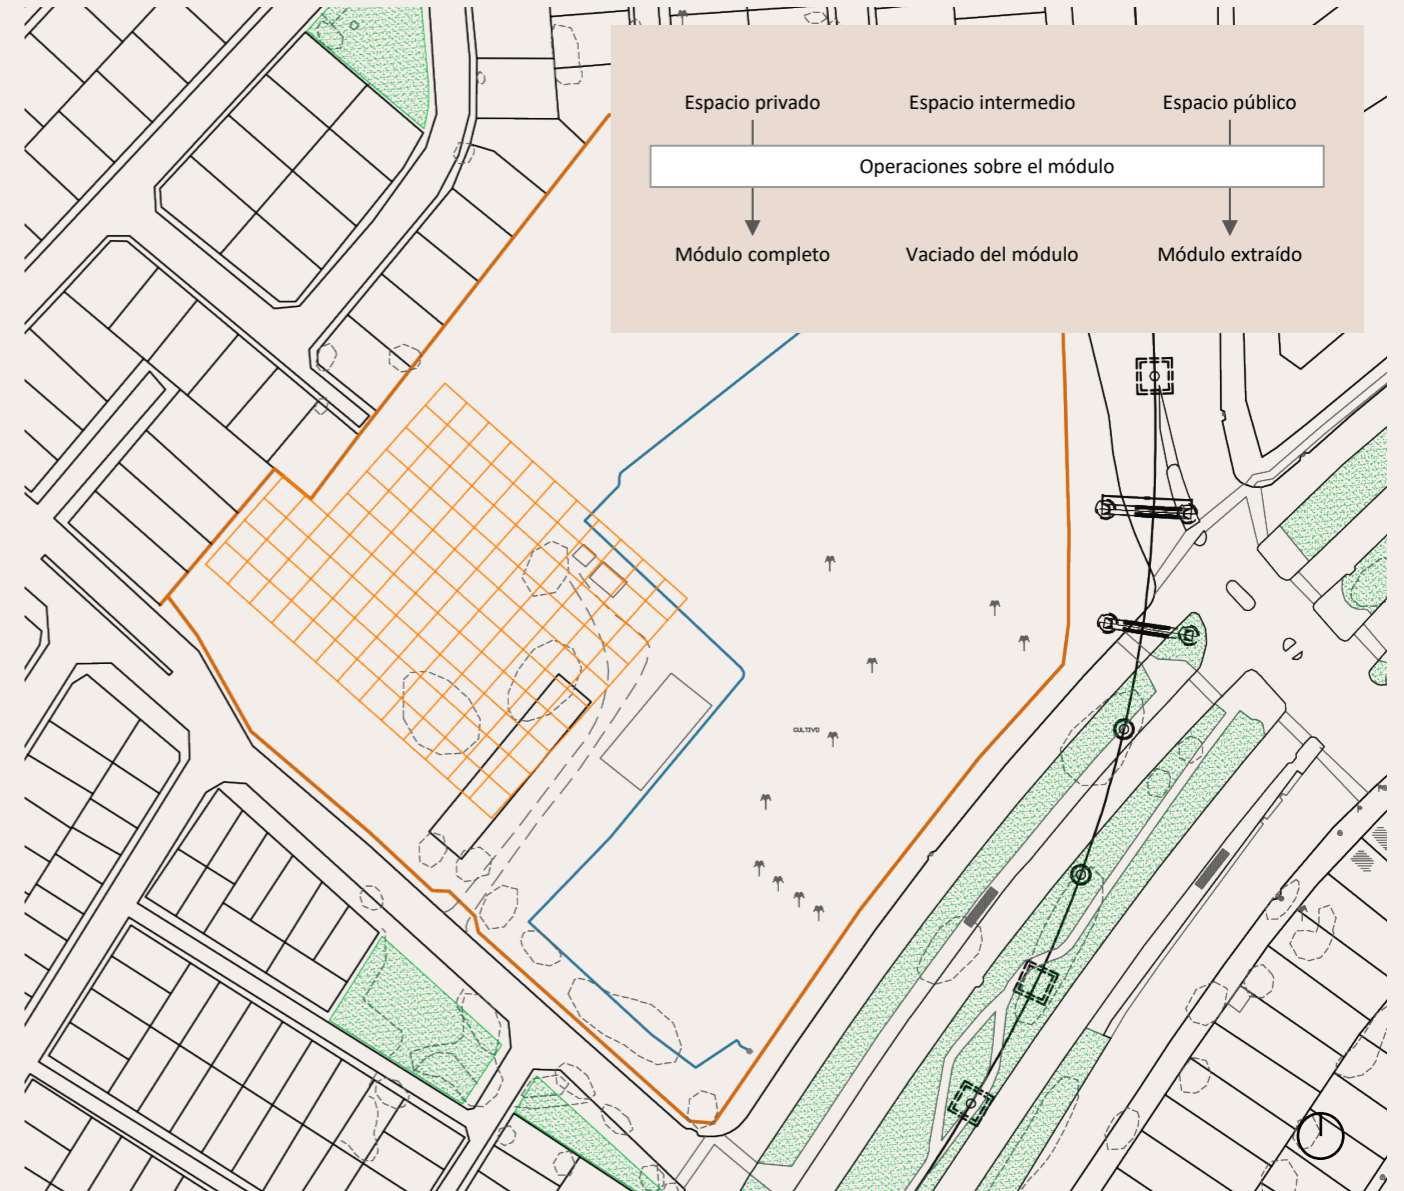 Espacio privado
Espacio intermedio
Espacio público
Operaciones sobre el módulo
Módulo completo
Vaciado del módulo
Módulo extraído
CULTIVO